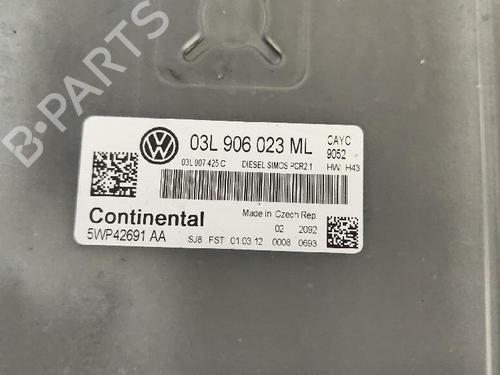 03L 906 023 ML
CAYC
9052
03L 907 425 C DIESEL SIMOS PCR2.1 HW: H43
Continental
Made in Czech Rep.
02 2092
5WP42691 AA
SJ8 FST 01.03.12 0008 0693
B-PARTS